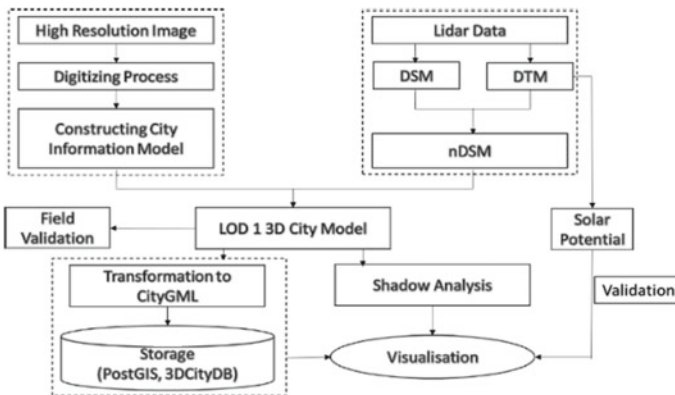 High Resolution Image
Digitizing Process
Constructing City
Information Model
Lidar Data
DSM
DTM
nDSM
Field
Validation
LOD 1 3D City Model
Solar
Potential
Transformation to
CityGML
Shadow Analysis
Validation
Storage
(PostGIS, 3DCityDB)
Visualisation